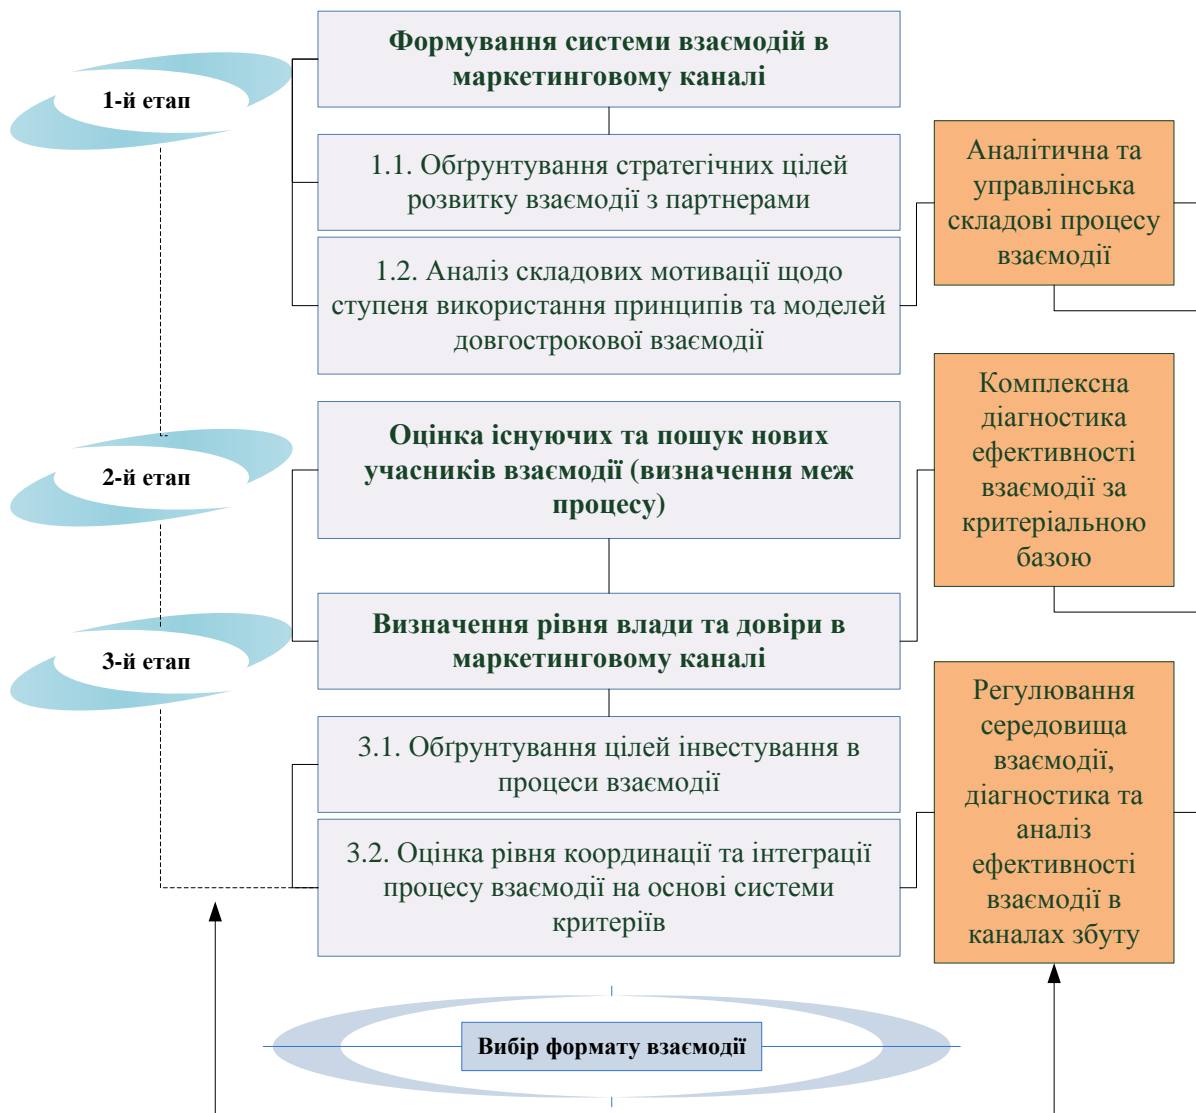 Формування системи взаємодій в
маркетинговому каналі
1-й етап
1.1. Обґрунтування стратегічних цілей
розвитку взаємодії з партнерами
1.2. Аналіз складових мотивації щодо
ступеня використання принципів та моделей
довгострокової взаємодії
Аналітична та
управлінська
складові процесу
взаємодії
2-й етап
Оцінка існуючих та пошук нових
учасників взаємодії (визначення меж
процесу)
Комплексна
діагностика
ефективності
взаємодії за
критеріальною
базою
3-й етап
Визначення рівня влади та довіри в
маркетинговому каналі
3.1. Обґрунтування цілей інвестування в
процеси взаємодії
3.2. Оцінка рівня координації та інтеграції
процесу взаємодії на основі системи
критеріїв
Регулювання
середовища
взаємодії,
діагностика та
аналіз
ефективності
взаємодії в
каналах збуту
Вибір формату взаємодії